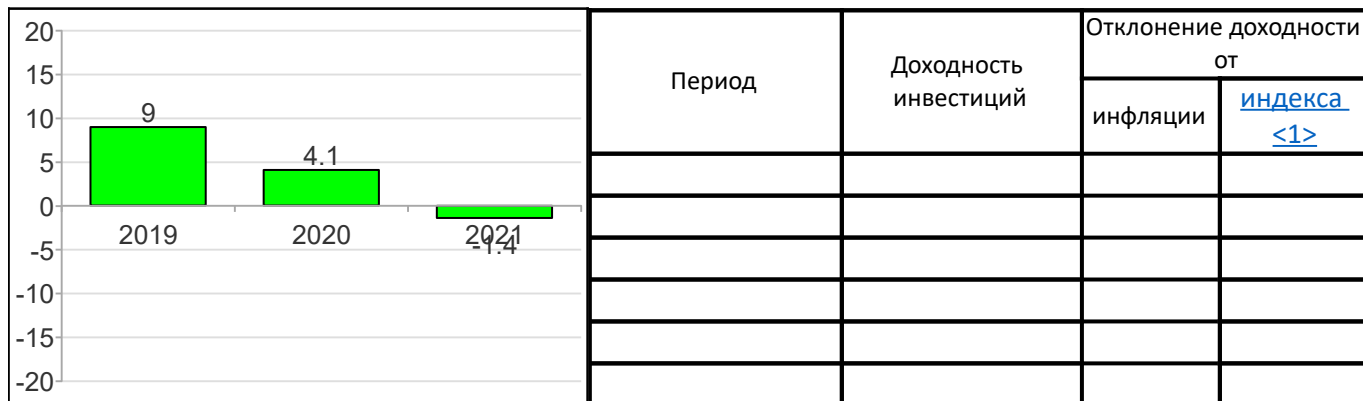 20
15
10
5
0
-5
-10
-15
-20
9
4.1
-1.4
2019
2020
2021
Период
Доходность
инвестиций
Отклонение доходности
от
инфляции
индекса
<1>